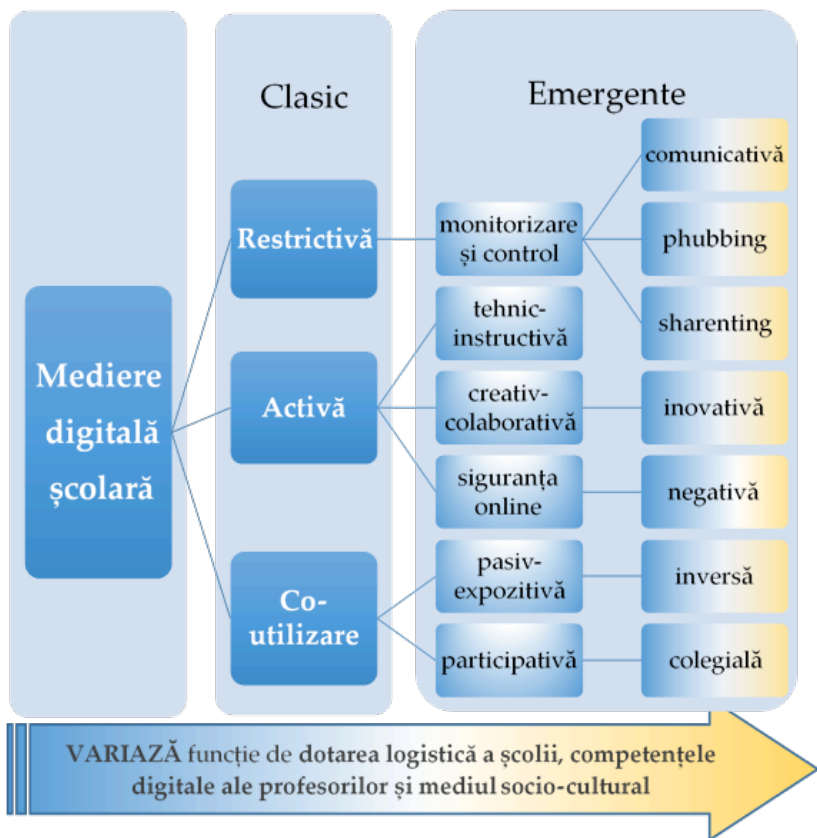 Clasic
Emergente
Mediere
digitală
școlară
Restrictivă
Activă
Co-
utilizare
monitorizare
și control
tehnic-
instructivă
creativ-
colaborativă
siguranța
online
pasiv-
expozitivă
participativă
comunicativă
phubbing
sharenting
inovativă
negativă
inversă
colegială
VARIAZĂ funcție de dotarea logistică a școlii, competențele
digitale ale profesorilor și mediul socio-cultural